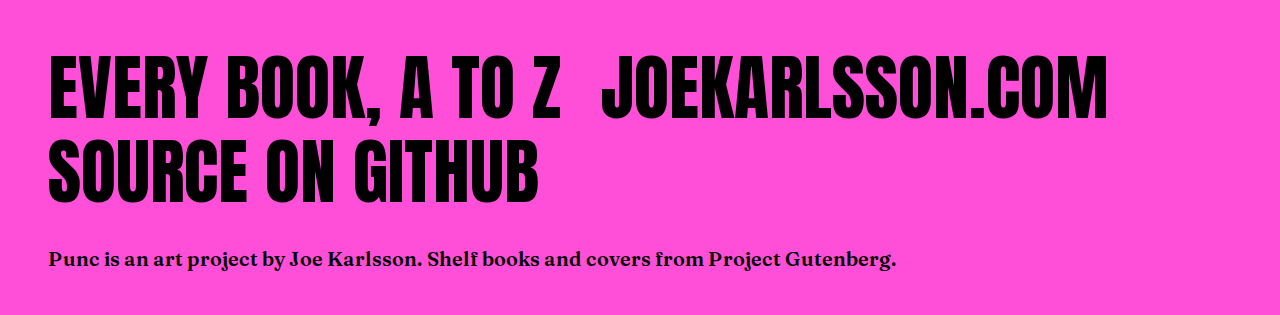 EVERY BOOK, A TO Z JOEKARLSSON.COM
SOURCE ON GITHUB
Punc is an art project by Joe Karlsson. Shelf books and covers from Project Gutenberg.